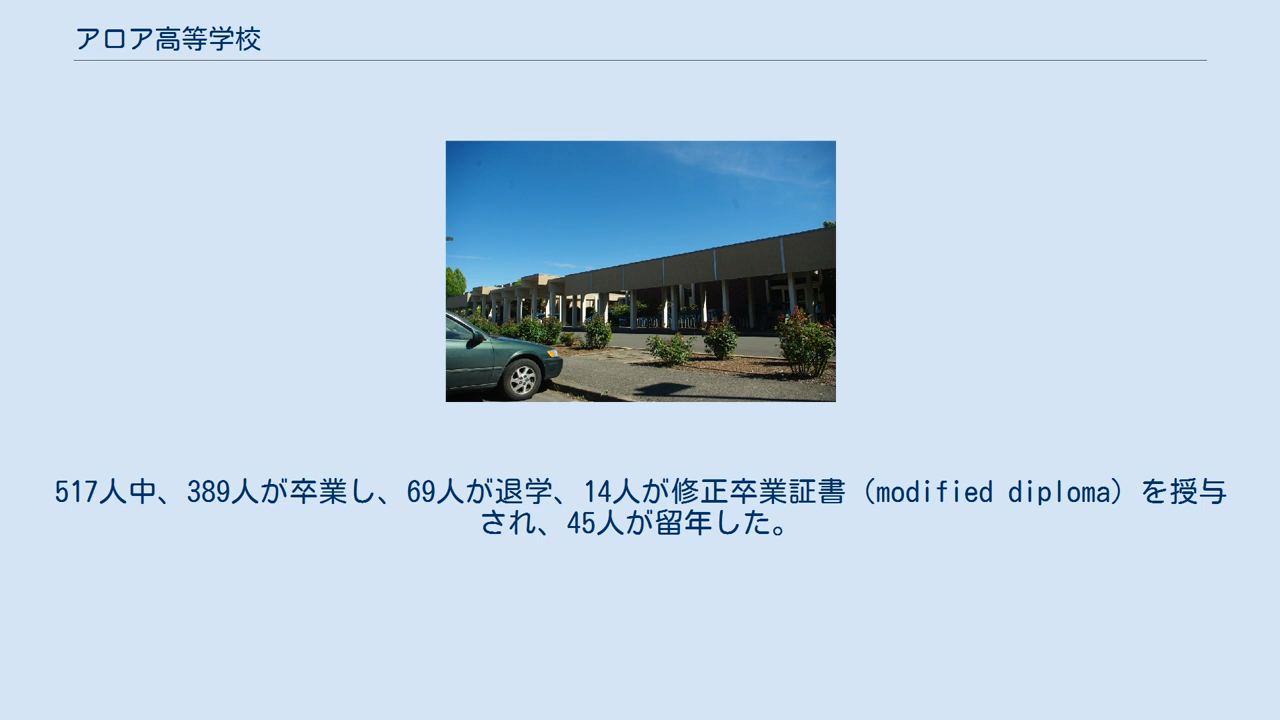 アロア高等学校
517人中、389人が卒業し、69人が退学、14人が修正卒業証書（modified diploma）を授与
され、45人が留年した。